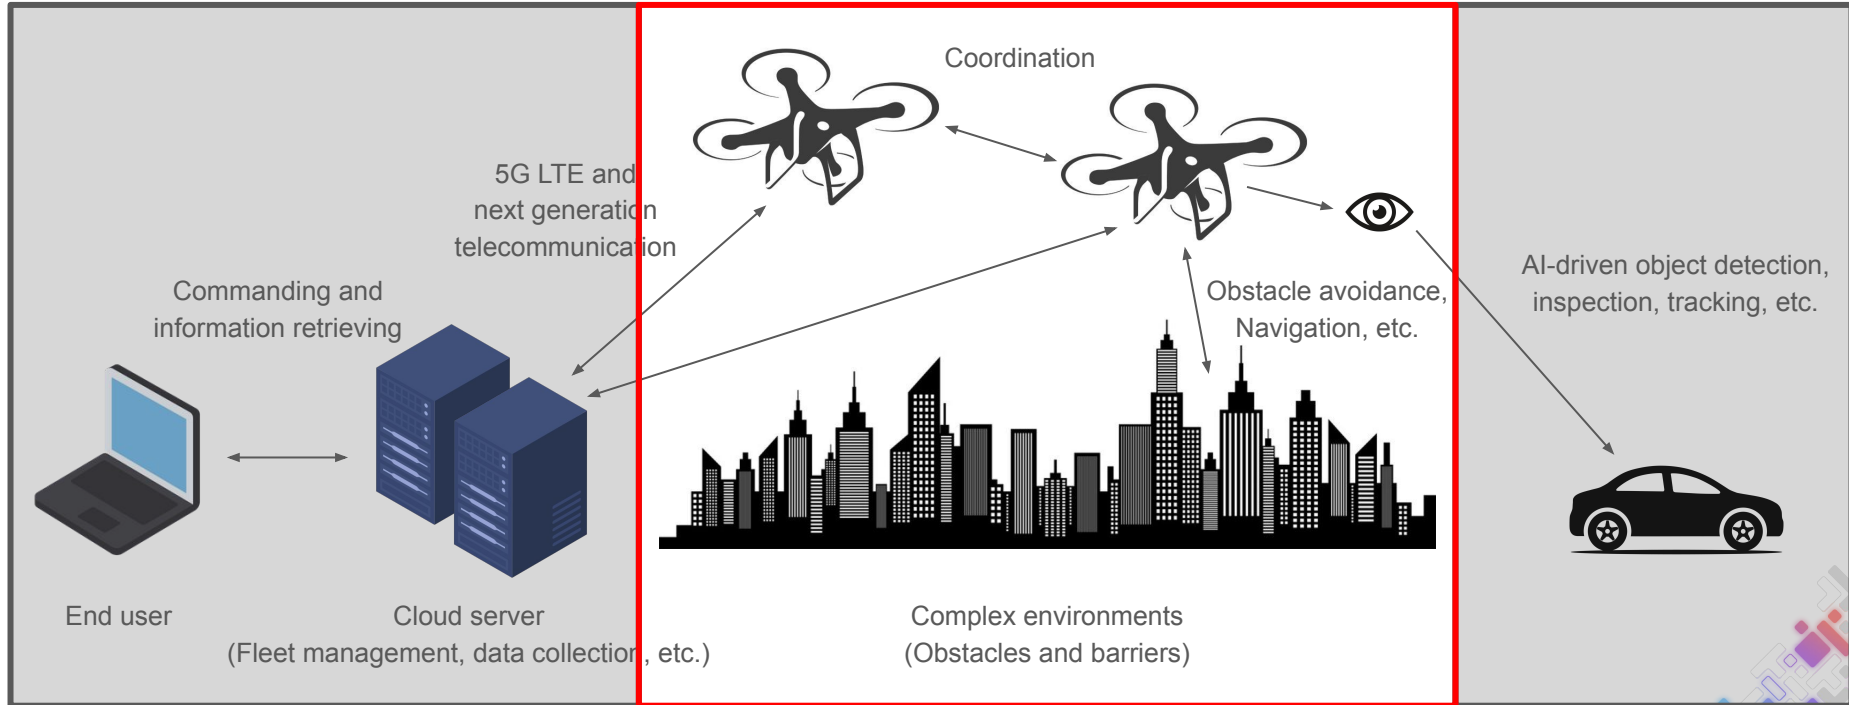 Coordination
5G LTE and
next generation
telecommunication
Commanding and
information retrieving
Obstacle avoidance,
Navigation, etc.
AI-driven object detection,
inspection, tracking, etc.
End user
Cloud server
(Fleet management, data collection, etc.)
Complex environments
(Obstacles and barriers)